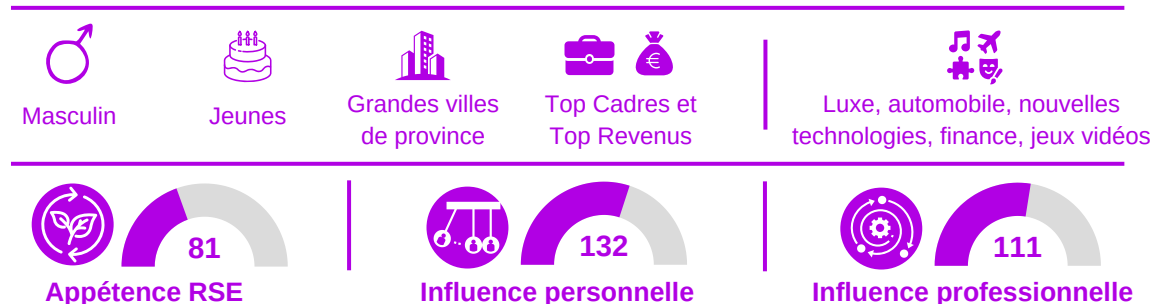 Masculin
Jeunes
Grandes villes
de province
Top Cadres et
Top Revenus
Luxe, automobile, nouvelles
technologies, finance, jeux vidéos
81
Appétence RSE
132
Influence personnelle
111
Influence professionnelle